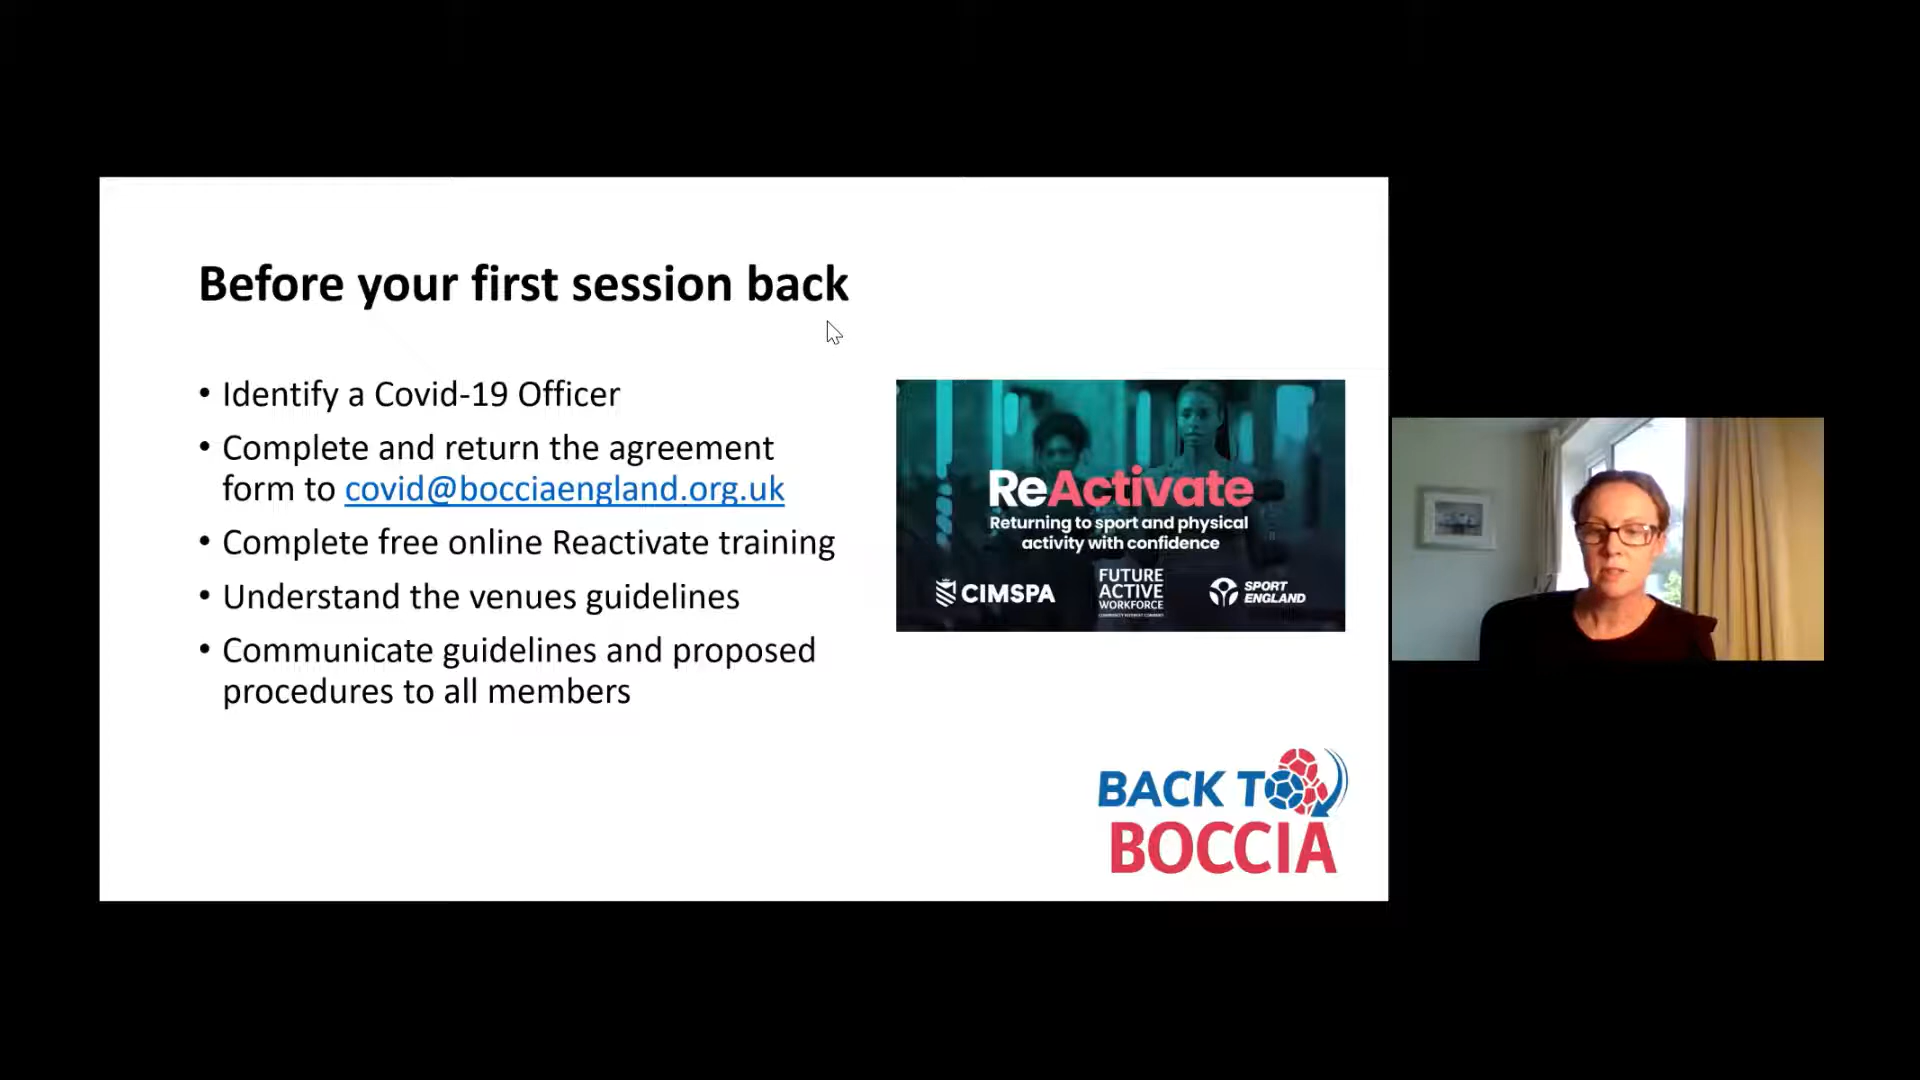 Before your first session back
• Identify a Covid-19 Officer
• Complete and return the agreement
form to covid@bocciaengland.org.uk
• Complete free online Reactivate training
• Understand the venues guidelines
• Communicate guidelines and proposed
procedures to all members
ReActivate
Returning to sport and physical
activity with confidence
CIMSPA
FUTURE
ACTIVE
WORKFORCE
SPORT
ENGLAND
BACK TO
BOCCIA